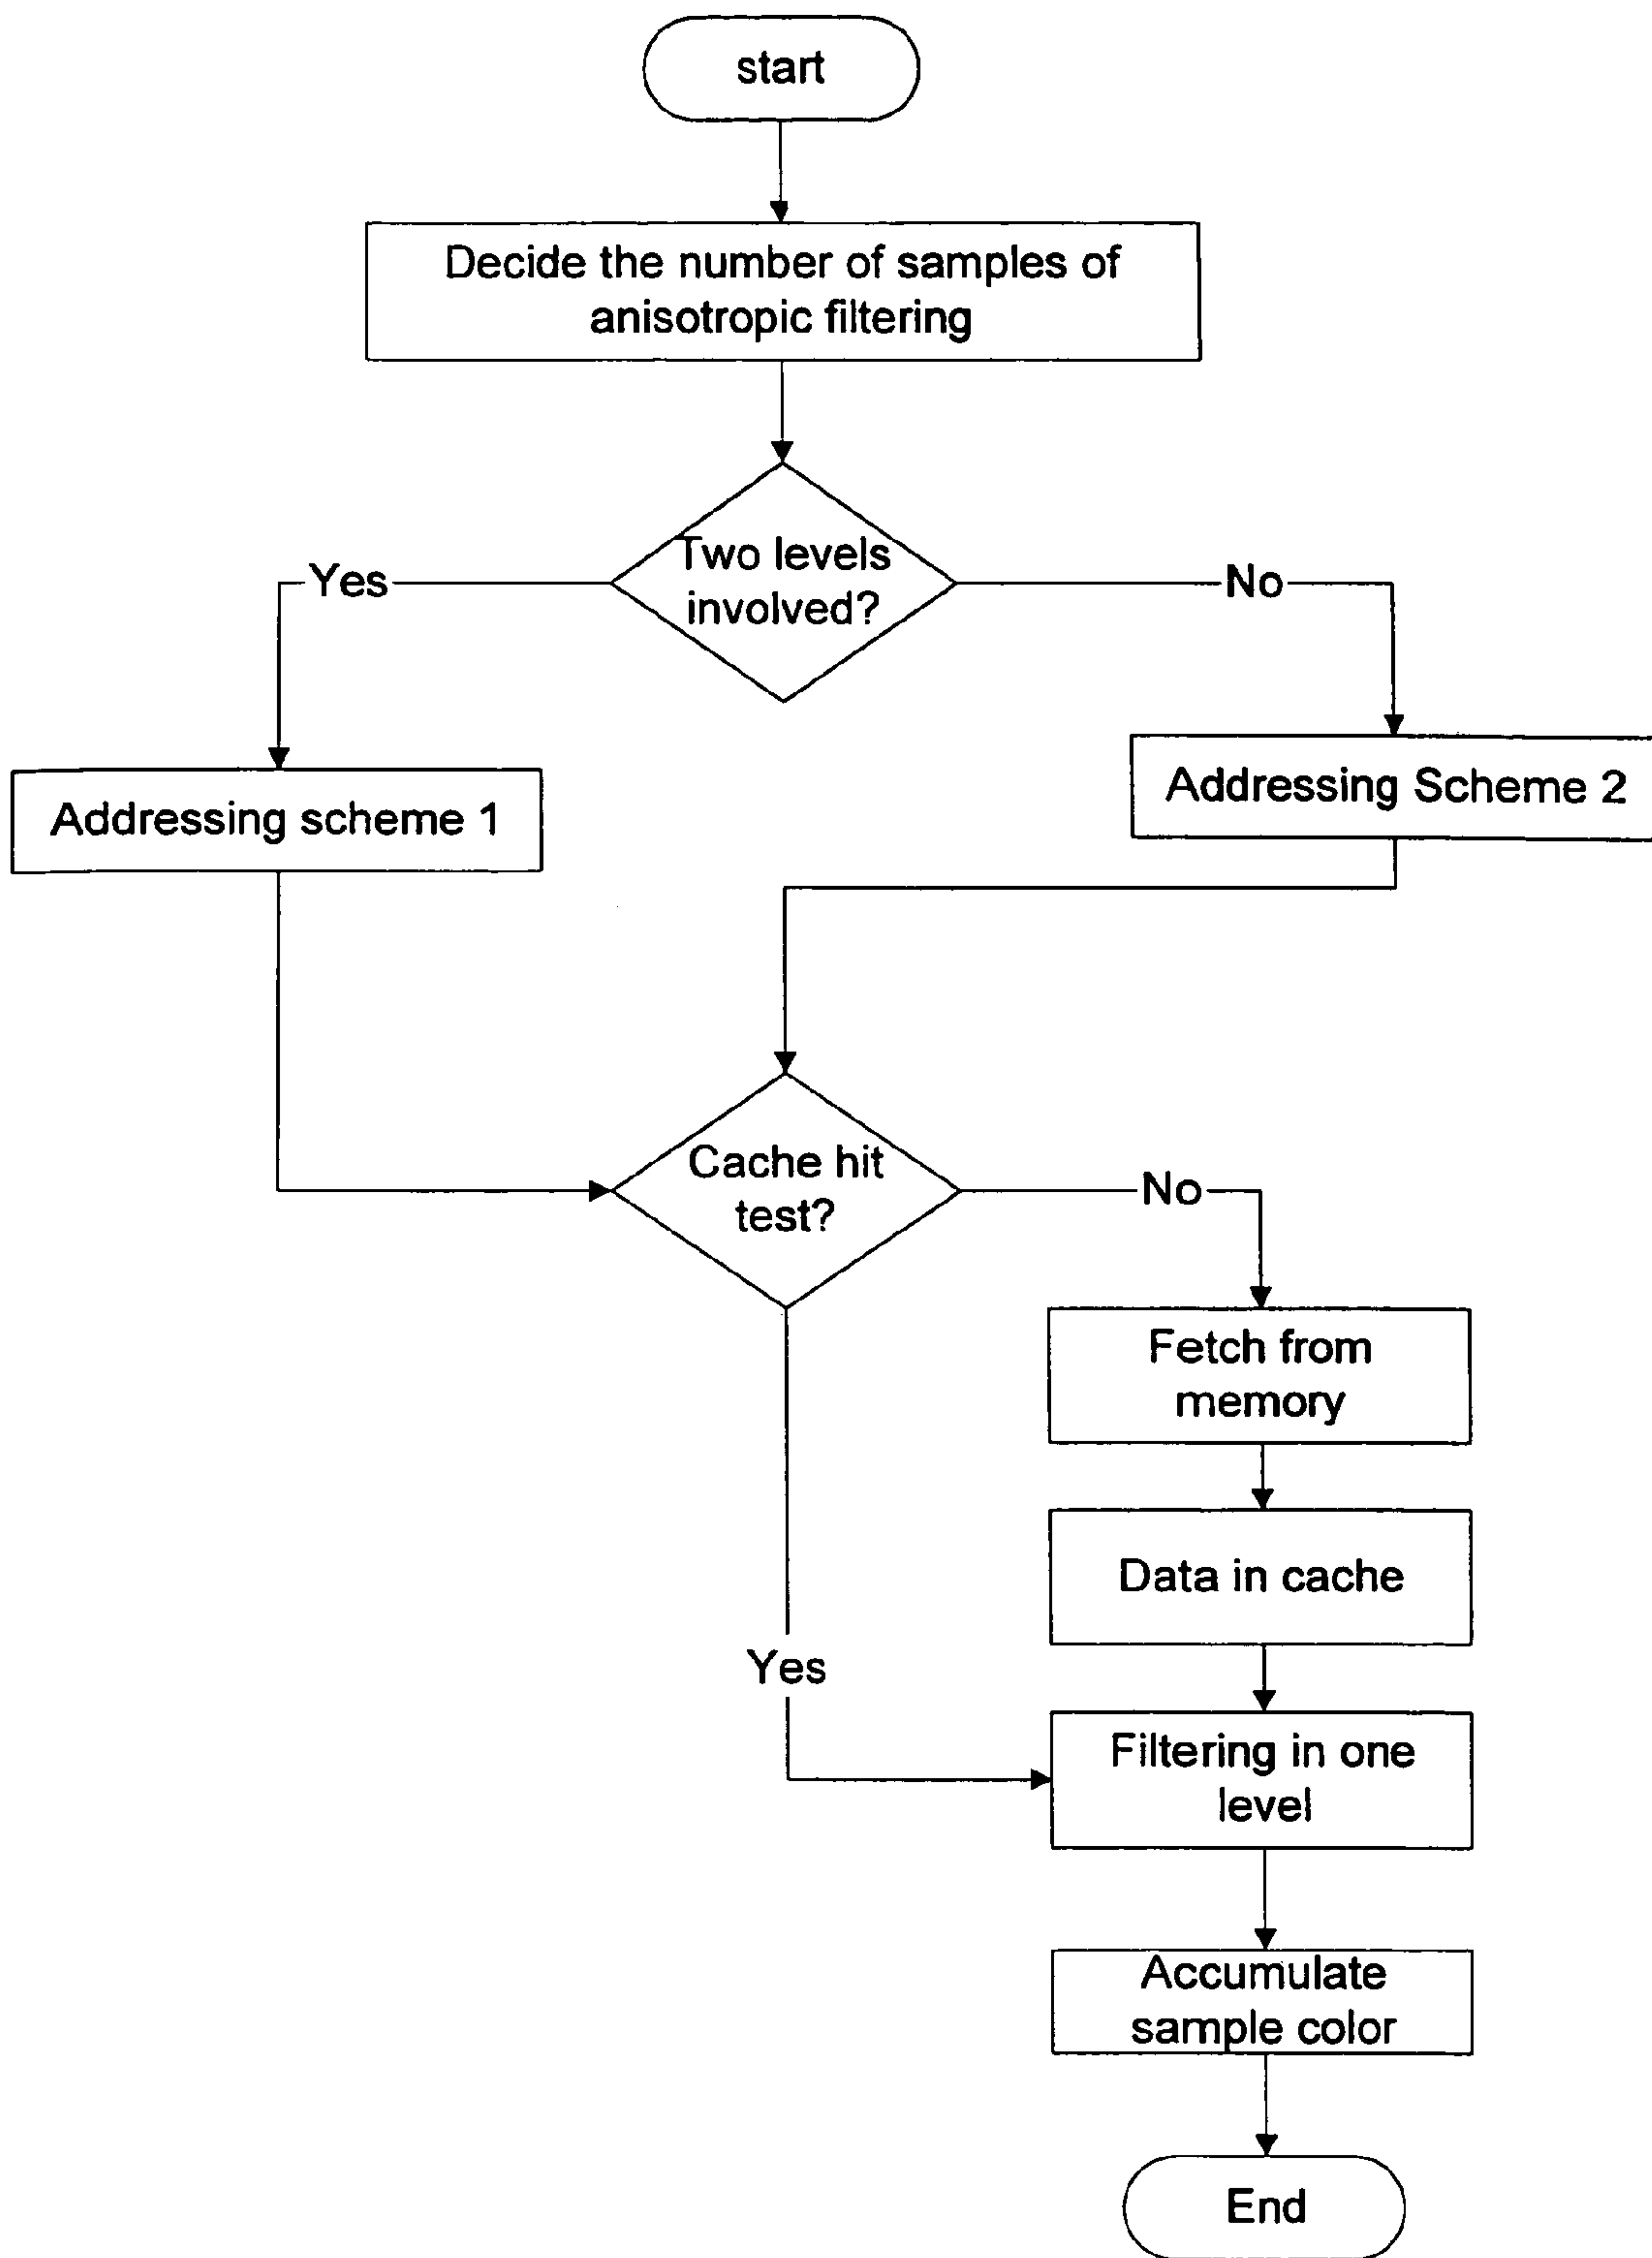 start
Decide the number of samples of
anisotropic filtering
Two levels
involved?
Yes
No
Addressing scheme 1
Addressing Scheme 2
Cache hit
test?
No
Fetch from
memory
Data in cache
Yes
Filtering in one
level
Accumulate
sample color
End